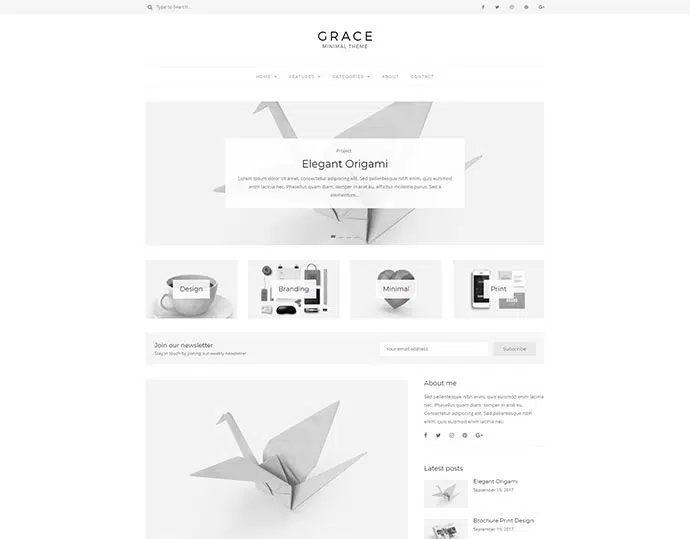 Type to Search...
GRACE
MINIMAL THEME
HOME FEATURES CATEGORIES ABOUT CONTACT
Project
Elegant Origami
Lorem ipsum dolor sit amet, consectetur adipiscing elit. Sed pellentesque nibh enim, quis euismod
enim lacinia nec. Phasellus quam diam, semper in erat eu, efficitur molestie purus. Sed a
elementum...
Design Branding Minimal Print
Join our newsletter
Stay in touch by joining our weekly newsletter
Your email address Subscribe
About me
Sed pellentesque nibh enim, quis euismod enim lacinia
nec. Phasellus quam diam, semper in erat eu.
Consectetur adipiscing elit. Sed pellentesque nibh
enim, quis euismod enim lacinia nec.
Latest posts
Elegant Origami
September 19, 2017
Brochure Print Design
September 19, 2017